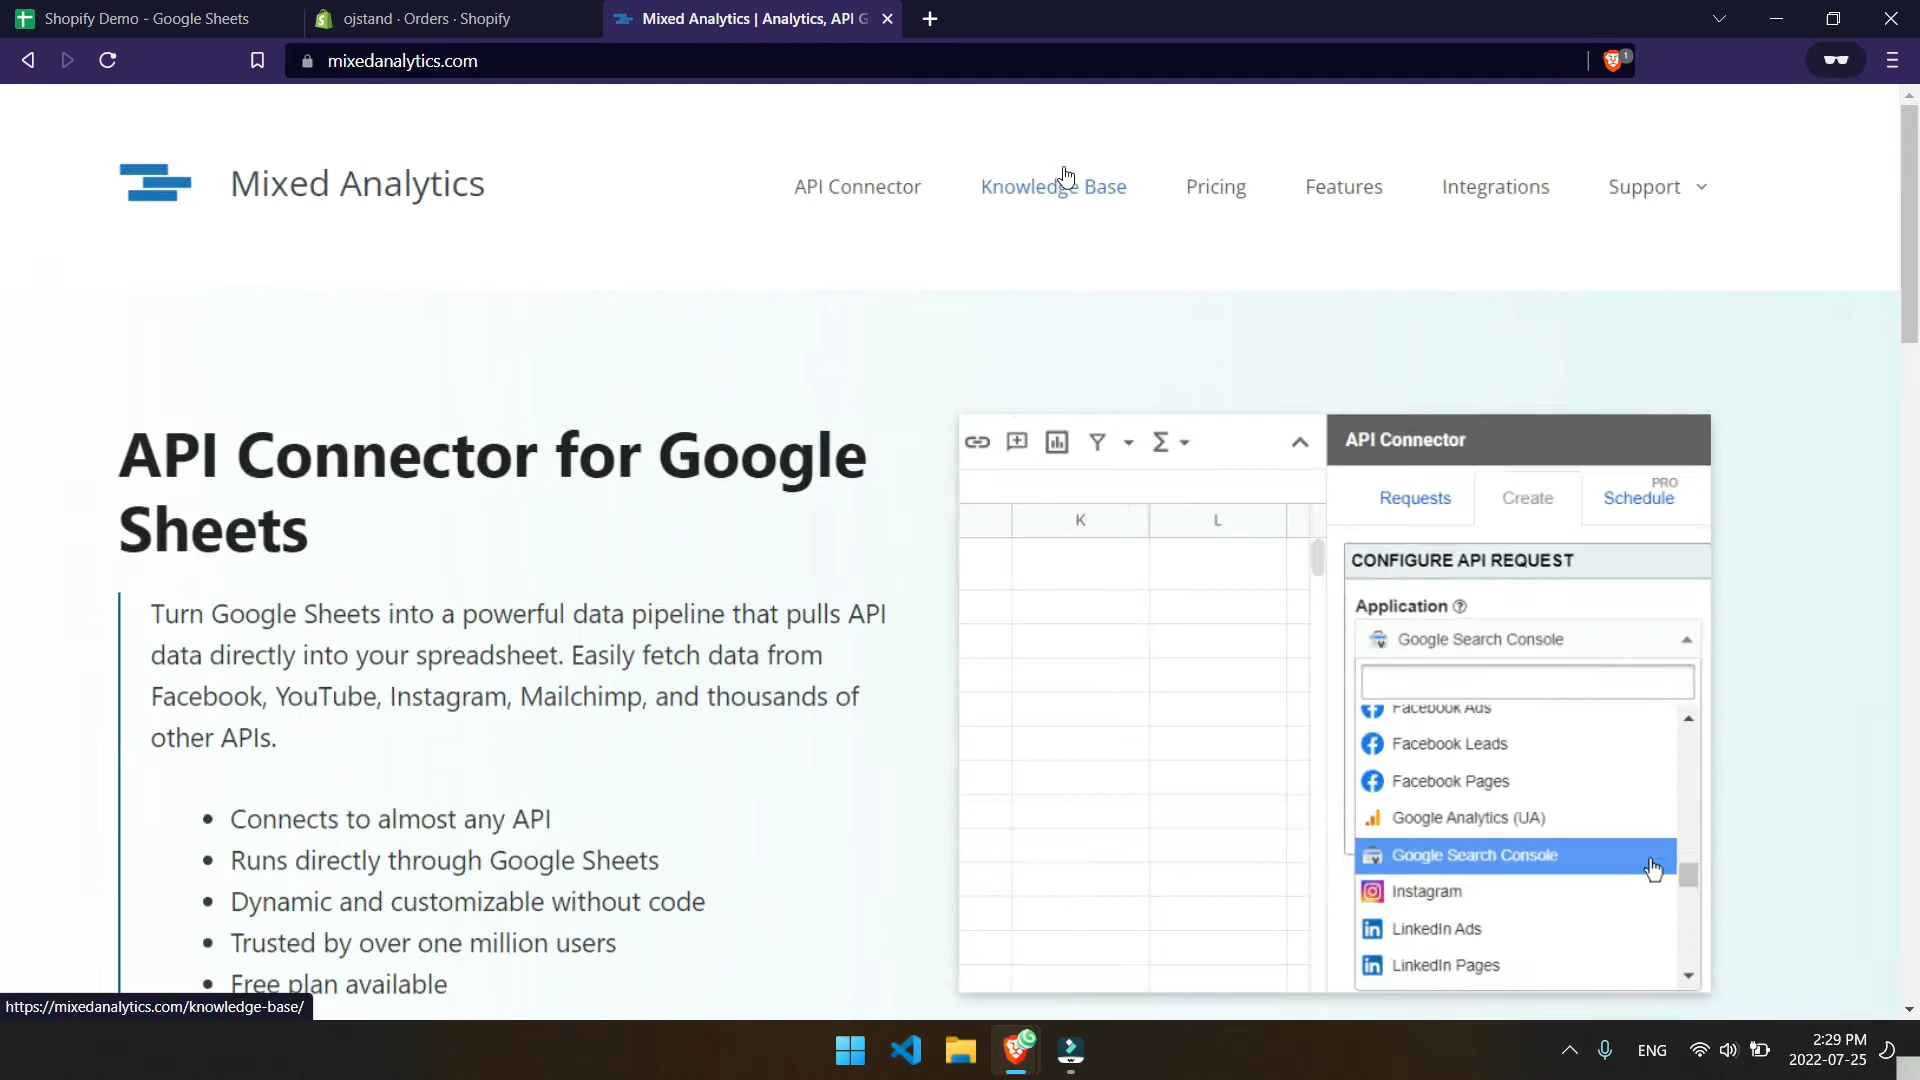 Shopify Demo - Google Sheets
ojstand · Orders · Shopify
Mixed Analytics | Analytics, API G
mixedanalytics.com
1
Mixed Analytics
API Connector
Knowledge Base
Pricing
Features
Integrations
Support
API Connector for Google
Sheets
Turn Google Sheets into a powerful data pipeline that pulls API
data directly into your spreadsheet. Easily fetch data from
Facebook, YouTube, Instagram, Mailchimp, and thousands of
other APIs.
• Connects to almost any API
• Runs directly through Google Sheets
• Dynamic and customizable without code
• Trusted by over one million users
• Free plan available
K
L
API Connector
Requests
Create
PRO
Schedule
CONFIGURE API REQUEST
Application
Google Search Console
Facebook Ads
Facebook Leads
Facebook Pages
Google Analytics (UA)
Google Search Console
Instagram
LinkedIn Ads
LinkedIn Pages
https://mixedanalytics.com/knowledge-base/
ENG
2:29 PM
2022-07-25